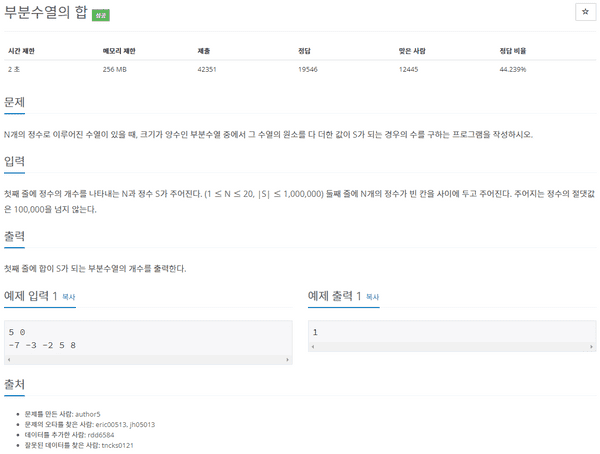 부분수열의 합 성공
☆
시간 제한 메모리 제한 제출 정답 맞은 사람 정답 비율
2 초 256 MB 42351 19546 12445 44.239%
문제
N개의 정수로 이루어진 수열이 있을 때, 크기가 양수인 부분수열 중에서 그 수열의 원소를 다 더한 값이 S가 되는 경우의 수를 구하는 프로그램을 작성하시오.
입력
첫째 줄에 정수의 개수를 나타내는 N과 정수 S가 주어진다. (1 ≤ N ≤ 20, |S| ≤ 1,000,000) 둘째 줄에 N개의 정수가 빈 칸을 사이에 두고 주어진다. 주어지는 정수의 절댓값
은 100,000을 넘지 않는다.
출력
첫째 줄에 합이 S가 되는 부분수열의 개수를 출력한다.
예제 입력 1 복사
5 0
-7 -3 -2 5 8
예제 출력 1 복사
1
출처
문제를 만든 사람: author5
문제의 오타를 찾은 사람: eric00513, jh05013
데이터를 추가한 사람: rdd6584
잘못된 데이터를 찾은 사람: tncks0121